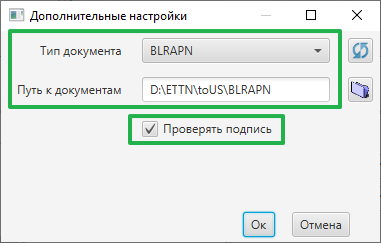 Дополнительные настройки
Тип документа BLRAPN
Путь к документам D:\ETTN\toUS\BLRAPN
Проверять подпись
Ок Отмена